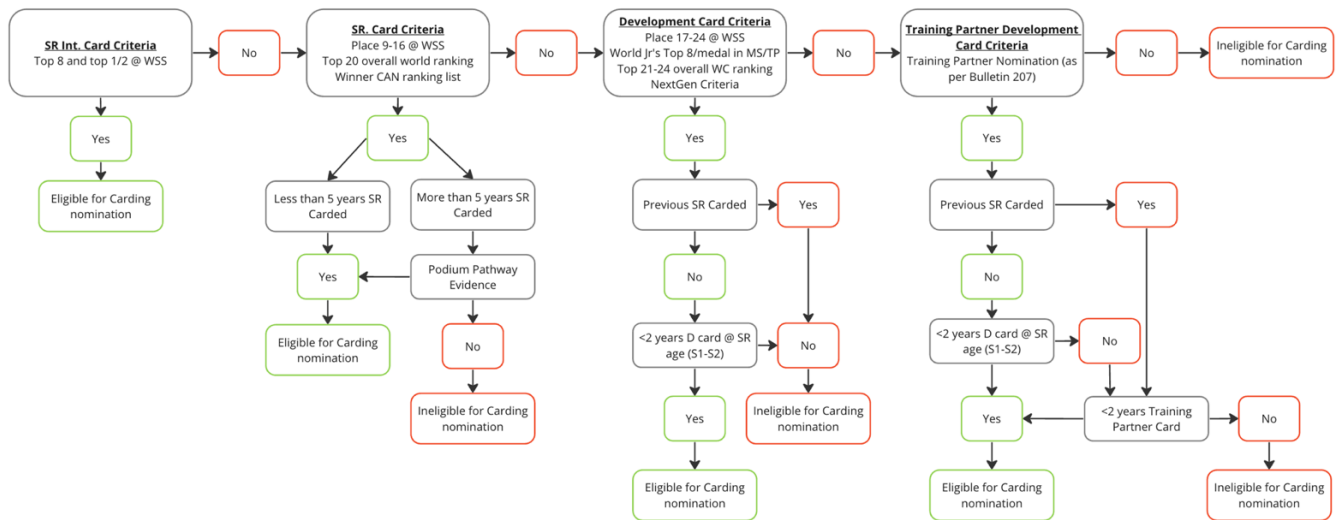 SR Int. Card Criteria
Top 8 and top 1/2 @ WSS
No
SR. Card Criteria
Place 9-16 @ WSS
Top 20 overall world ranking
Winner CAN ranking list
No
Development Card Criteria
Place 17-24 @ WSS
World Jr's Top 8/medal in MS/TP
Top 21-24 overall WC ranking
NextGen Criteria
No
Training Partner Development
Card Criteria
Training Partner Nomination (as
per Bulletin 207)
No
Ineligible for Carding
nomination
Yes
Eligible for Carding
nomination
Yes
Less than 5 years SR
Carded
More than 5 years SR
Carded
Yes
Podium Pathway
Evidence
Eligible for Carding
nomination
No
Ineligible for Carding
nomination
Yes
Previous SR Carded
Yes
No
<2 years D card @ SR
age (S1-S2)
No
Yes
Ineligible for Carding
nomination
Eligible for Carding
nomination
Yes
Previous SR Carded
Yes
No
<2 years D card @ SR
age (S1-S2)
No
Yes
<2 years Training
Partner Card
No
Eligible for Carding
nomination
Ineligible for Carding
nomination